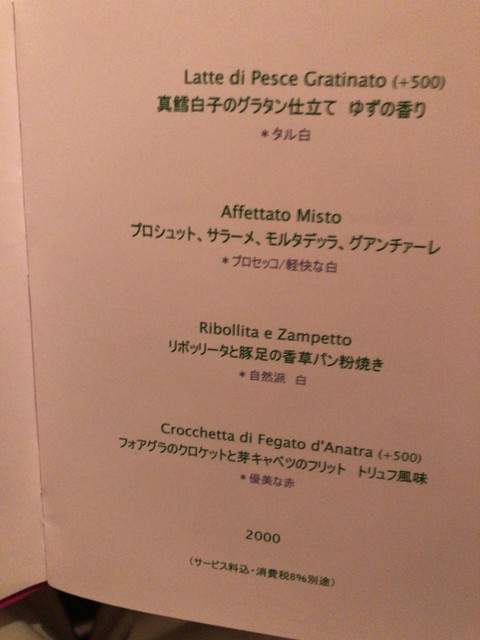 Latte di Pesce Gratinato (+500)
真鱈白子のグラタン仕立て ゆずの香り
*タル白
Affettato Misto
プロシュット、サラーメ、モルタデッラ、グアンチャーレ
*プロセッコ/軽快な白
Ribollita e Zampetto
リボッリータと豚足の香草パン粉焼き
*自然派 白
Crocchetta di Fegato d'Anatra (+500)
フォアグラのクロケットと芽キャベツのフリット トリュフ風味
*優美な赤
2000
(サービス料込・消費税8%別途)